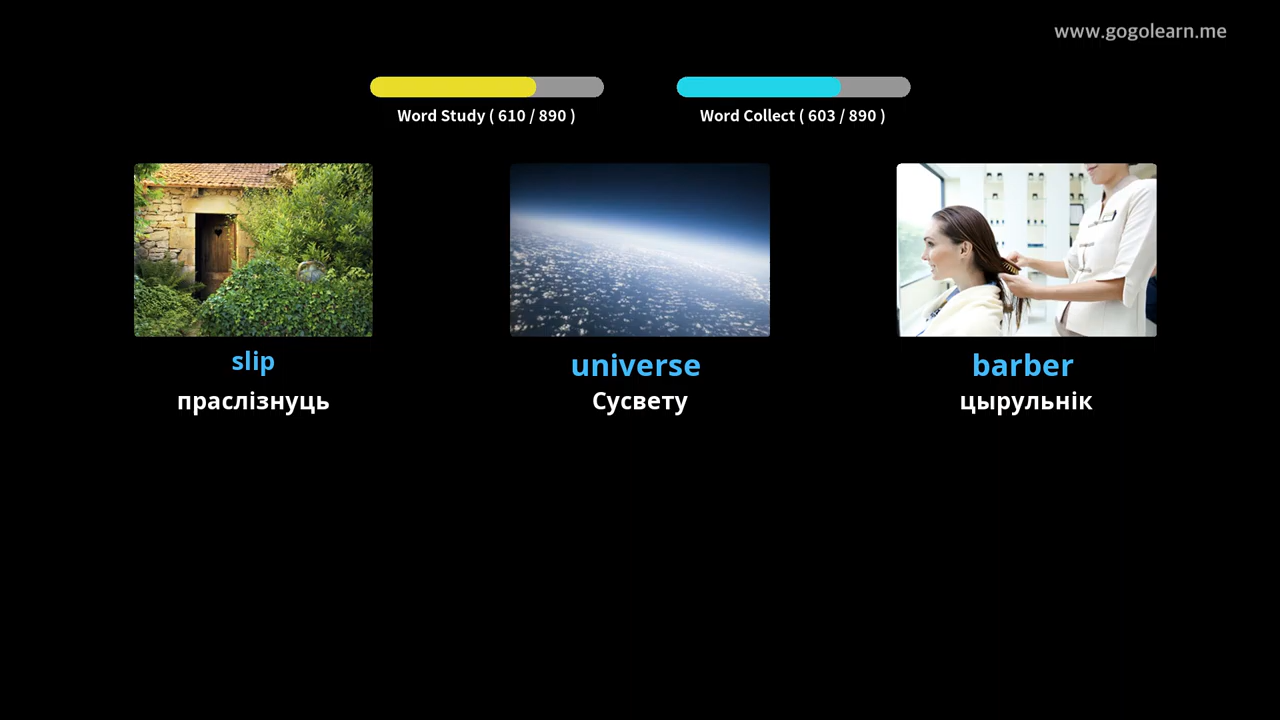 www.gogolearn.me
Word Study ( 610 / 890 )
Word Collect ( 603 / 890 )
slip
universe
barber
праслізнуць
Сусвету
цырульнік